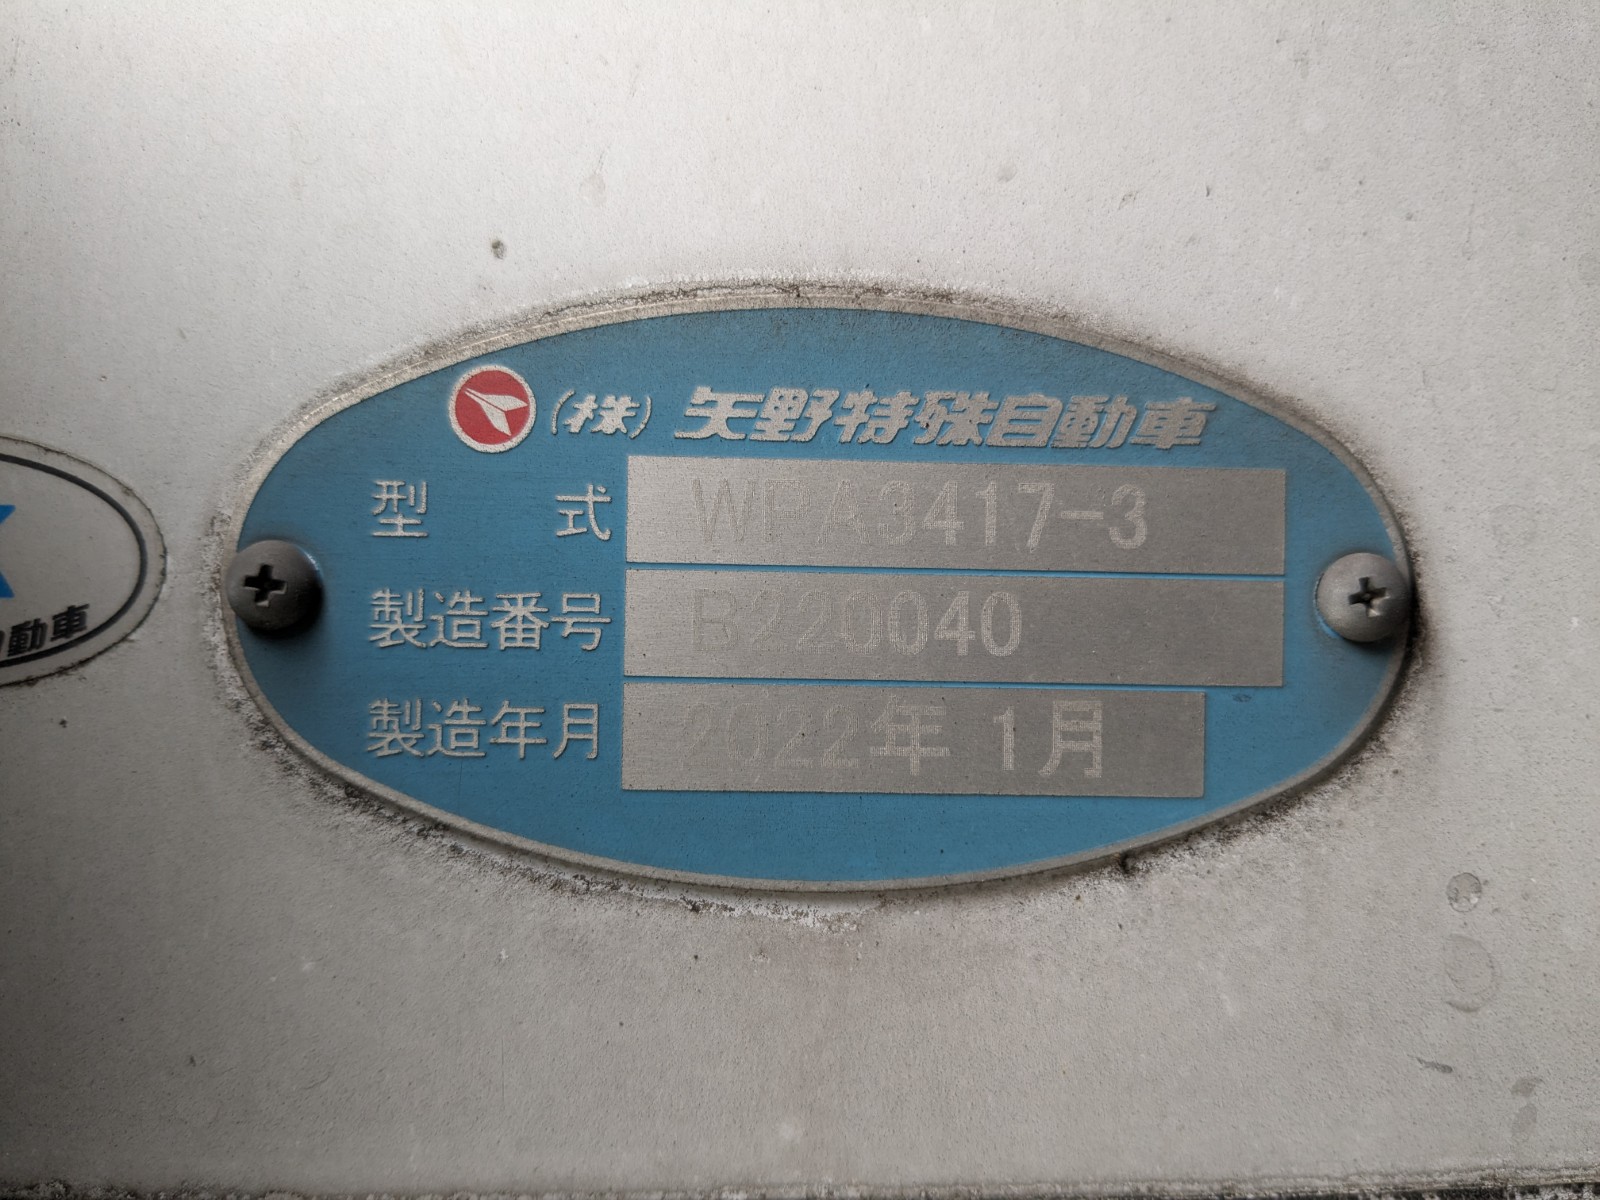 (株) 矢野特殊自動車
型式 WFA3417-3
製造番号 B220040
製造年月 2022年 1月
動車